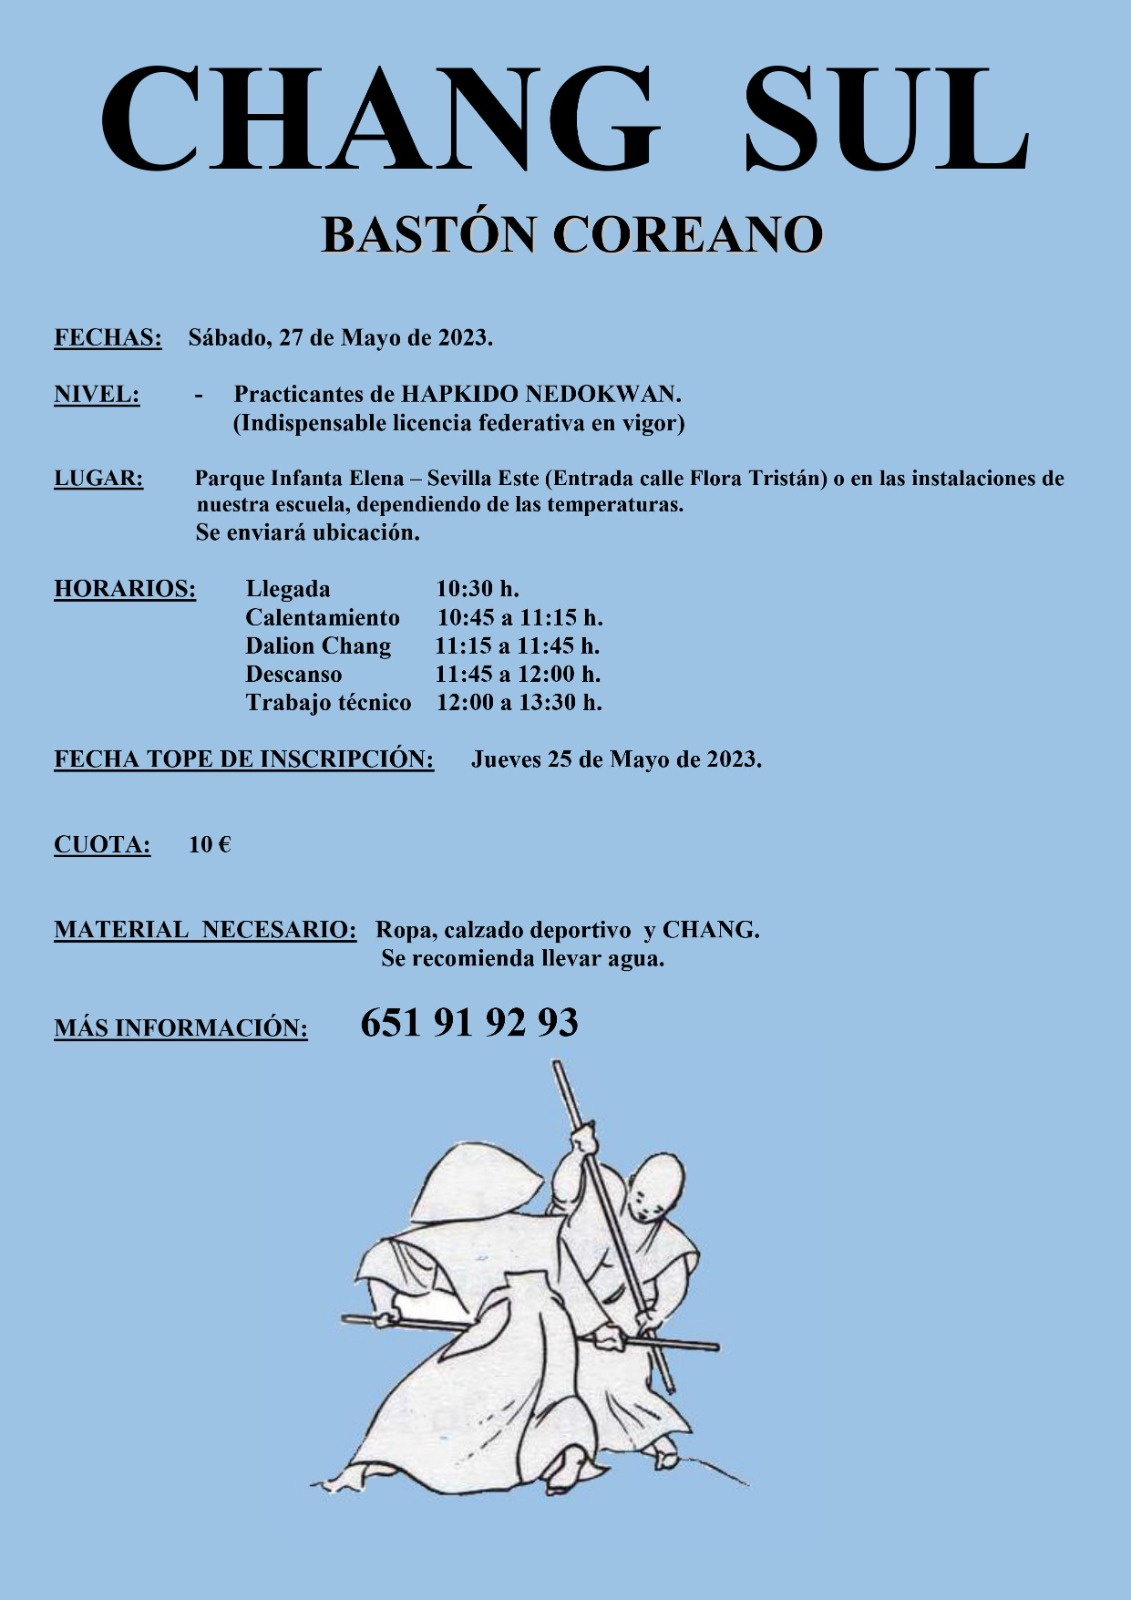 CHANG SUL
BASTÓN COREANO
FECHAS: Sábado, 27 de Mayo de 2023.
NIVEL: - Practicantes de HAPKIDO NEDOKWAN.
(Indispensable licencia federativa en vigor)
LUGAR: Parque Infanta Elena – Sevilla Este (Entrada calle Flora Tristán) o en las instalaciones de
nuestra escuela, dependiendo de las temperaturas.
Se enviará ubicación.
HORARIOS: Llegada 10:30 h.
Calentamiento 10:45 a 11:15 h.
Dalion Chang 11:15 a 11:45 h.
Descanso 11:45 a 12:00 h.
Trabajo técnico 12:00 a 13:30 h.
FECHA TOPE DE INSCRIPCIÓN: Jueves 25 de Mayo de 2023.
CUOTA: 10 €
MATERIAL NECESARIO: Ropa, calzado deportivo y CHANG.
Se recomienda llevar agua.
MÁS INFORMACIÓN: 651 91 92 93